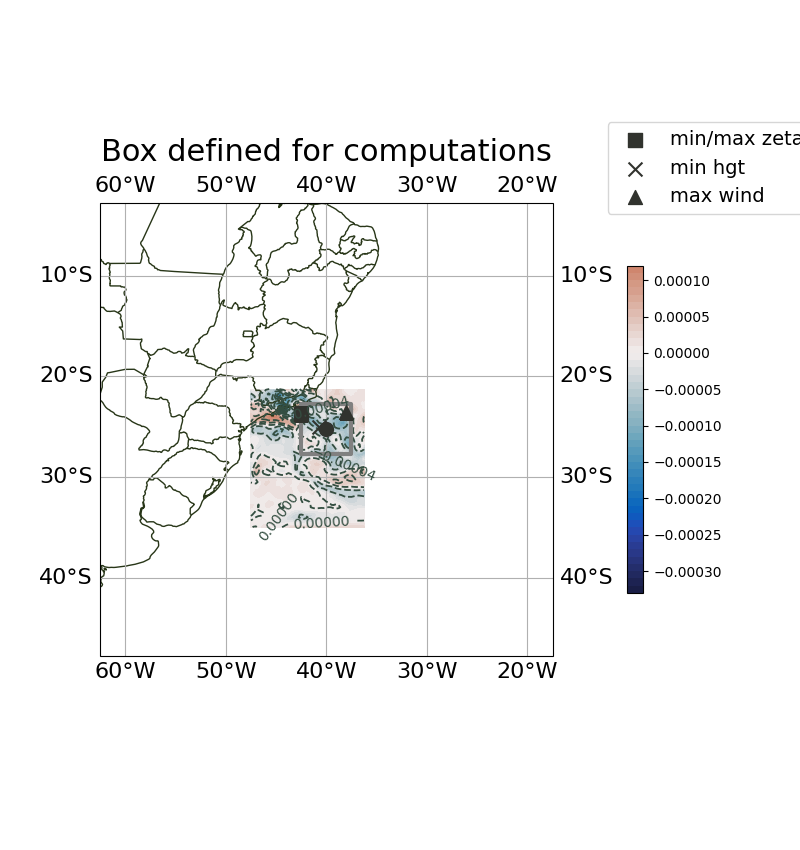 Box defined for computations
60°W 50°W 40°W 30°W 20°W
min/max zeta
min hgt
max wind
10°S 10°S
20°S 20°S
30°S 30°S
40°S 40°S
60°W 50°W 40°W 30°W 20°W
0.00004
0.00004
0.00000
0.00000
0.00010
0.00005
0.00000
−0.00005
−0.00010
−0.00015
−0.00020
−0.00025
−0.00030